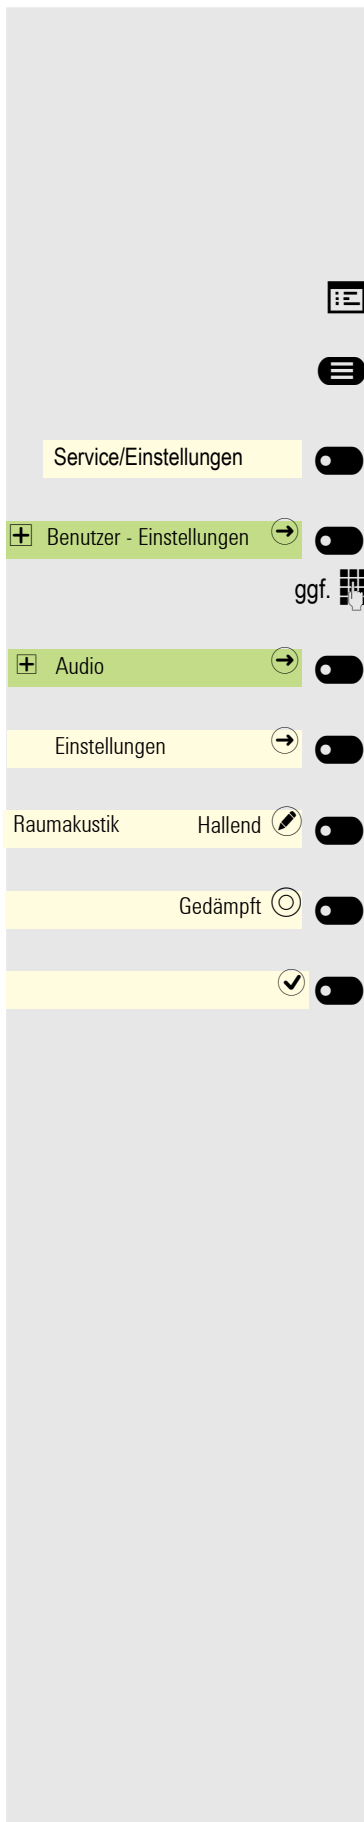 Service/Einstellungen
Benutzer - Einstellungen
ggf.
Audio
Einstellungen
Raumakustik Hallend
Gedämpft